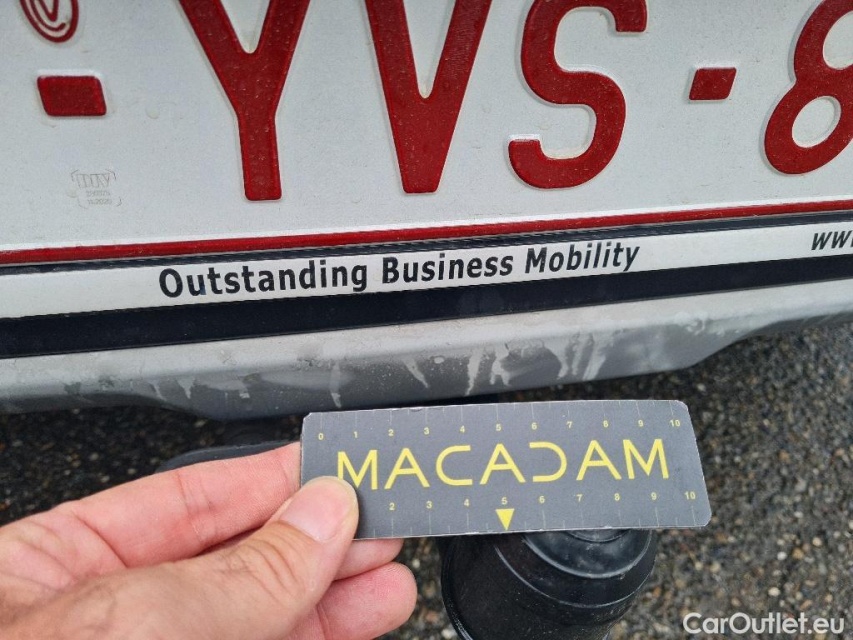 -YVS-8
Outstanding Business Mobility
ww
0 1 2 3 4 5 6 7 8 9 10
MACADAM
2 3 4 5 6 7 8 9 10
CarOutlet.eu